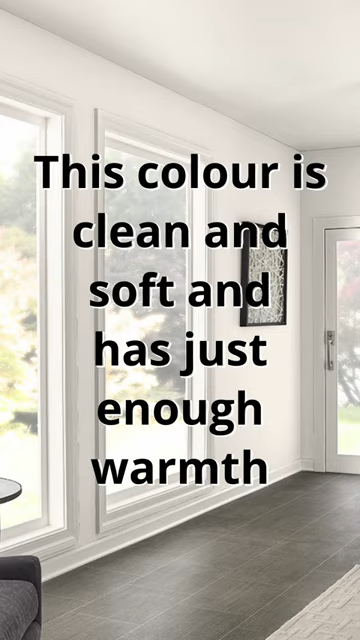 This colour is
clean and
soft and
has just
enough
warmth